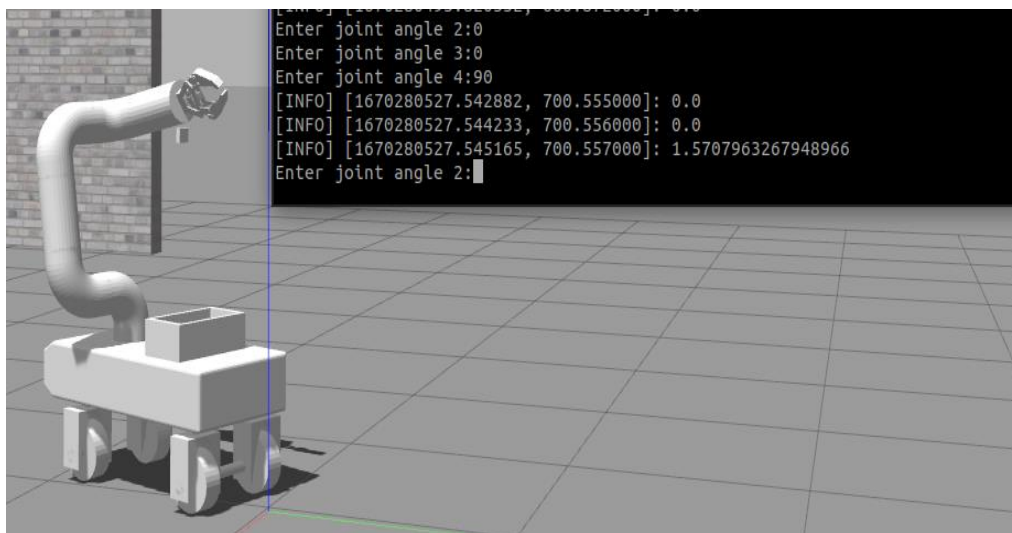 Enter joint angle 2:0
Enter joint angle 3:0
Enter joint angle 4:90
[INFO] [1670280527.542882, 700.555000]: 0.0
[INFO] [1670280527.544233, 700.556000]: 0.0
[INFO] [1670280527.545165, 700.557000]: 1.5707963267948966
Enter joint angle 2: